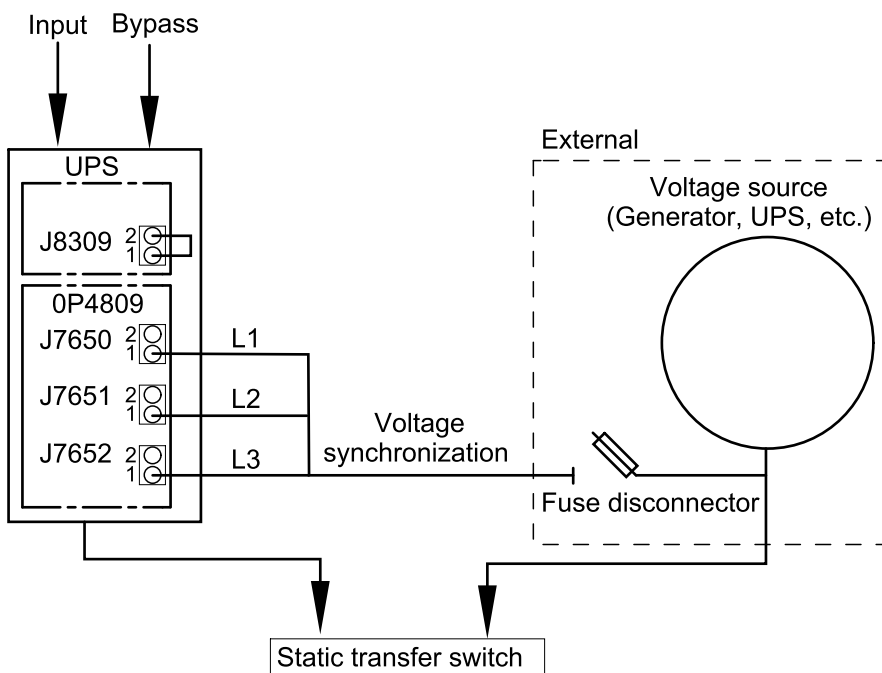 Input
Bypass
UPS
J8309
2
1
0P4809
J7650
2
1
L1
J7651
2
1
L2
J7652
2
1
L3
Voltage
synchronization
External
Voltage source
(Generator, UPS, etc.)
Fuse disconnector
Static transfer switch